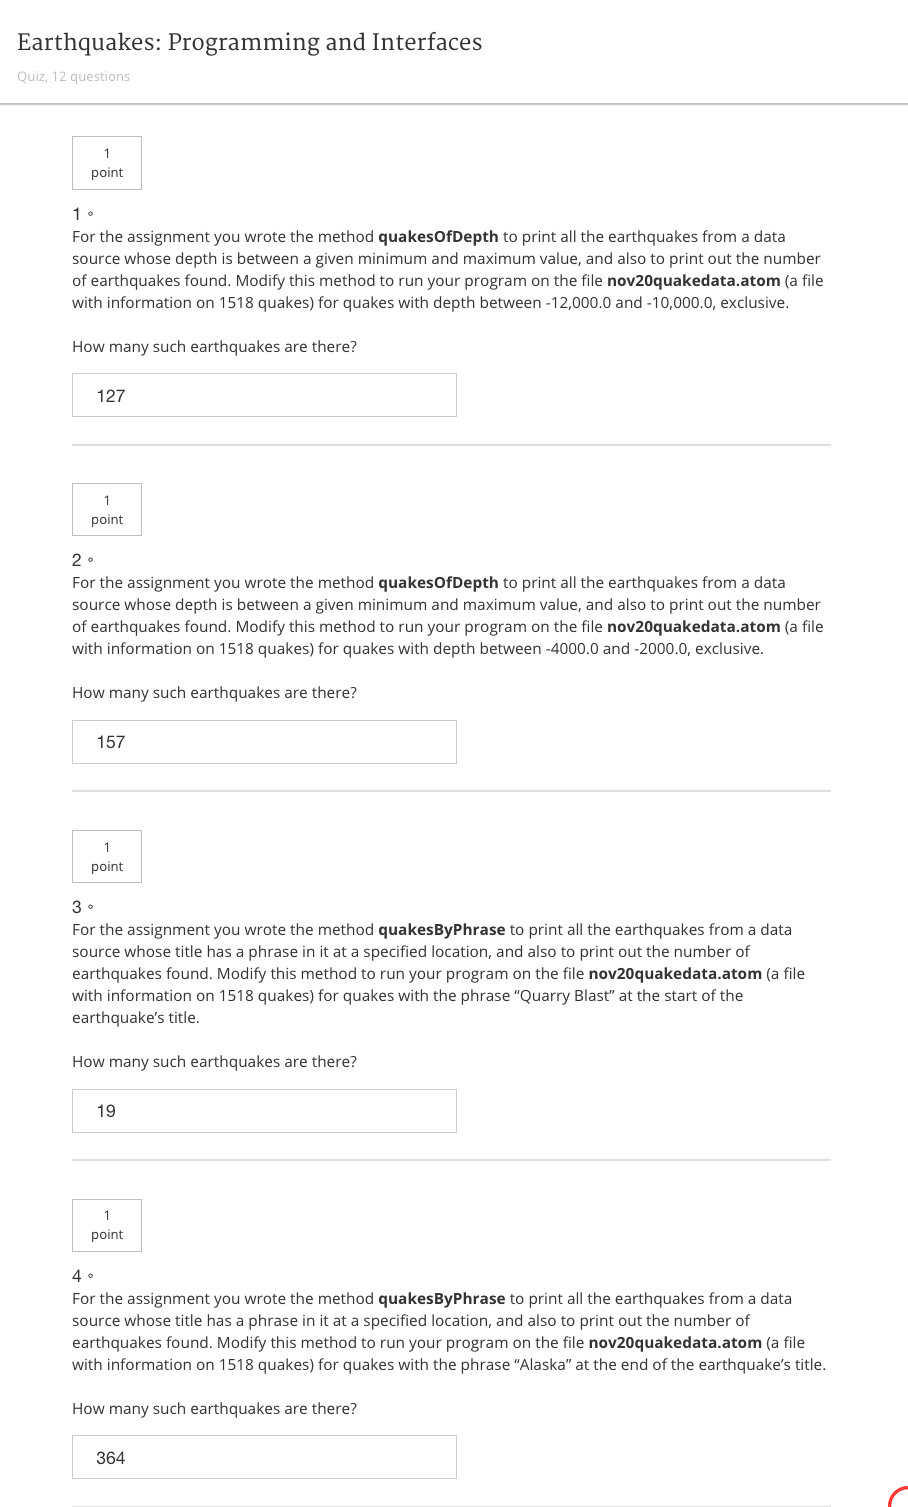 Earthquakes: Programming and Interfaces
Quiz, 12 questions
1
point
1 ∘
For the assignment you wrote the method quakesOfDepth to print all the earthquakes from a data
source whose depth is between a given minimum and maximum value, and also to print out the number
of earthquakes found. Modify this method to run your program on the file nov20quakedata.atom (a file
with information on 1518 quakes) for quakes with depth between -12,000.0 and -10,000.0, exclusive.
How many such earthquakes are there?
127
1
point
2 ∘
For the assignment you wrote the method quakesOfDepth to print all the earthquakes from a data
source whose depth is between a given minimum and maximum value, and also to print out the number
of earthquakes found. Modify this method to run your program on the file nov20quakedata.atom (a file
with information on 1518 quakes) for quakes with depth between -4000.0 and -2000.0, exclusive.
How many such earthquakes are there?
157
1
point
3 ∘
For the assignment you wrote the method quakesByPhrase to print all the earthquakes from a data
source whose title has a phrase in it at a specified location, and also to print out the number of
earthquakes found. Modify this method to run your program on the file nov20quakedata.atom (a file
with information on 1518 quakes) for quakes with the phrase “Quarry Blast” at the start of the
earthquake’s title.
How many such earthquakes are there?
19
1
point
4 ∘
For the assignment you wrote the method quakesByPhrase to print all the earthquakes from a data
source whose title has a phrase in it at a specified location, and also to print out the number of
earthquakes found. Modify this method to run your program on the file nov20quakedata.atom (a file
with information on 1518 quakes) for quakes with the phrase “Alaska” at the end of the earthquake’s title.
How many such earthquakes are there?
364